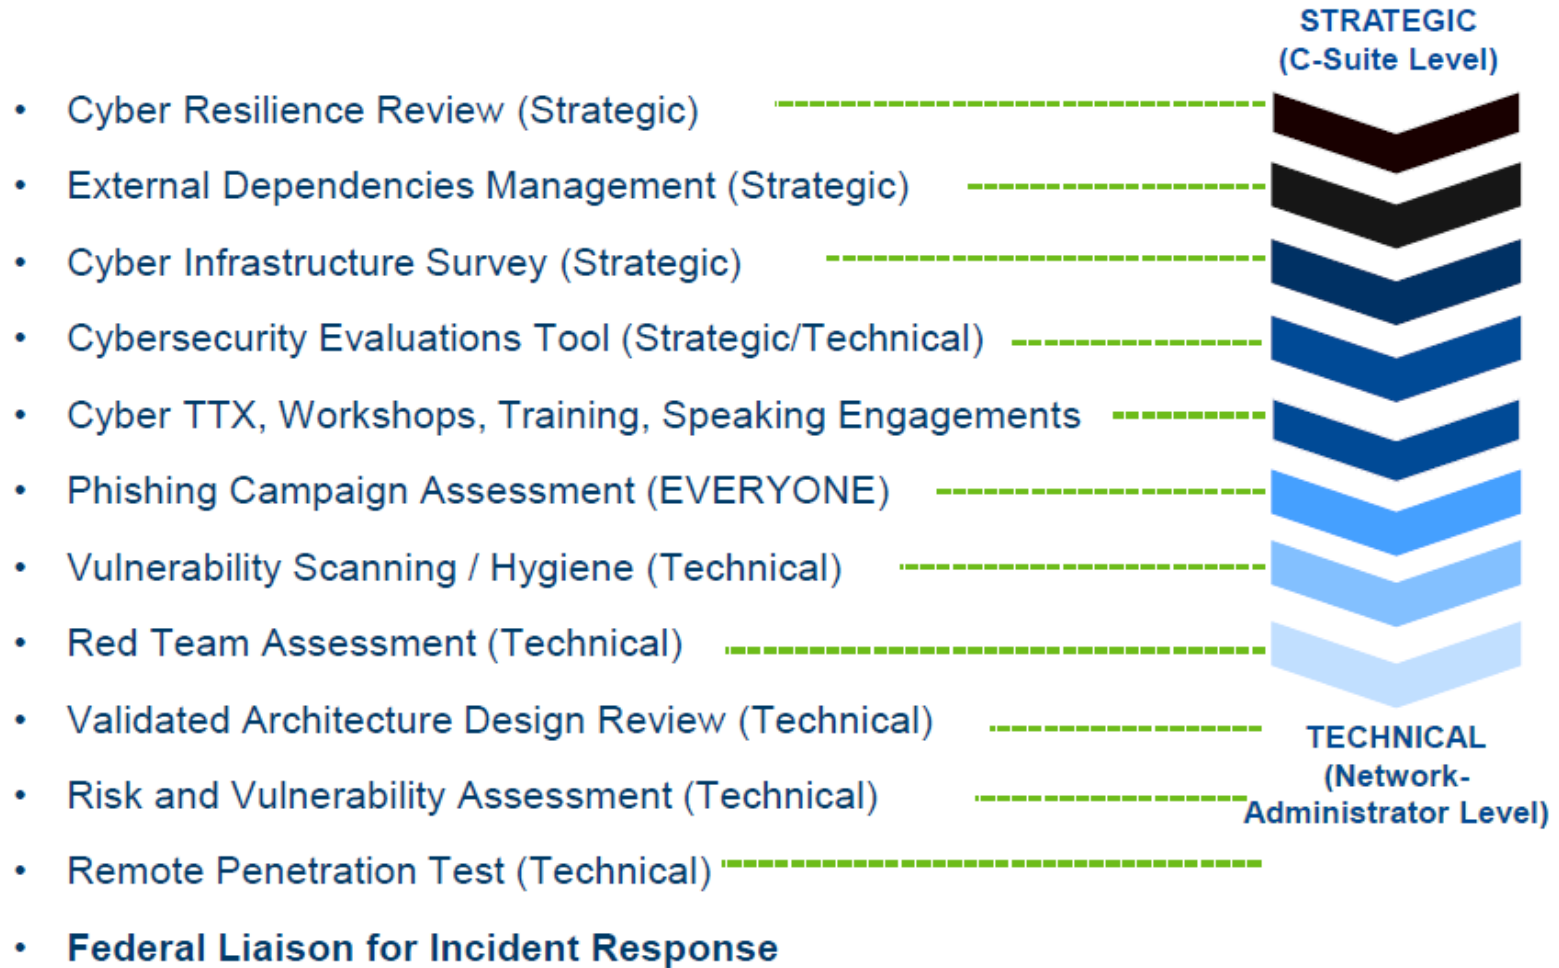 STRATEGIC
(C-Suite Level)
• Cyber Resilience Review (Strategic)
• External Dependencies Management (Strategic)
• Cyber Infrastructure Survey (Strategic)
• Cybersecurity Evaluations Tool (Strategic/Technical)
• Cyber TTX, Workshops, Training, Speaking Engagements
• Phishing Campaign Assessment (EVERYONE)
• Vulnerability Scanning / Hygiene (Technical)
• Red Team Assessment (Technical)
• Validated Architecture Design Review (Technical)
• Risk and Vulnerability Assessment (Technical)
• Remote Penetration Test (Technical)
• Federal Liaison for Incident Response
TECHNICAL
(Network-
Administrator Level)